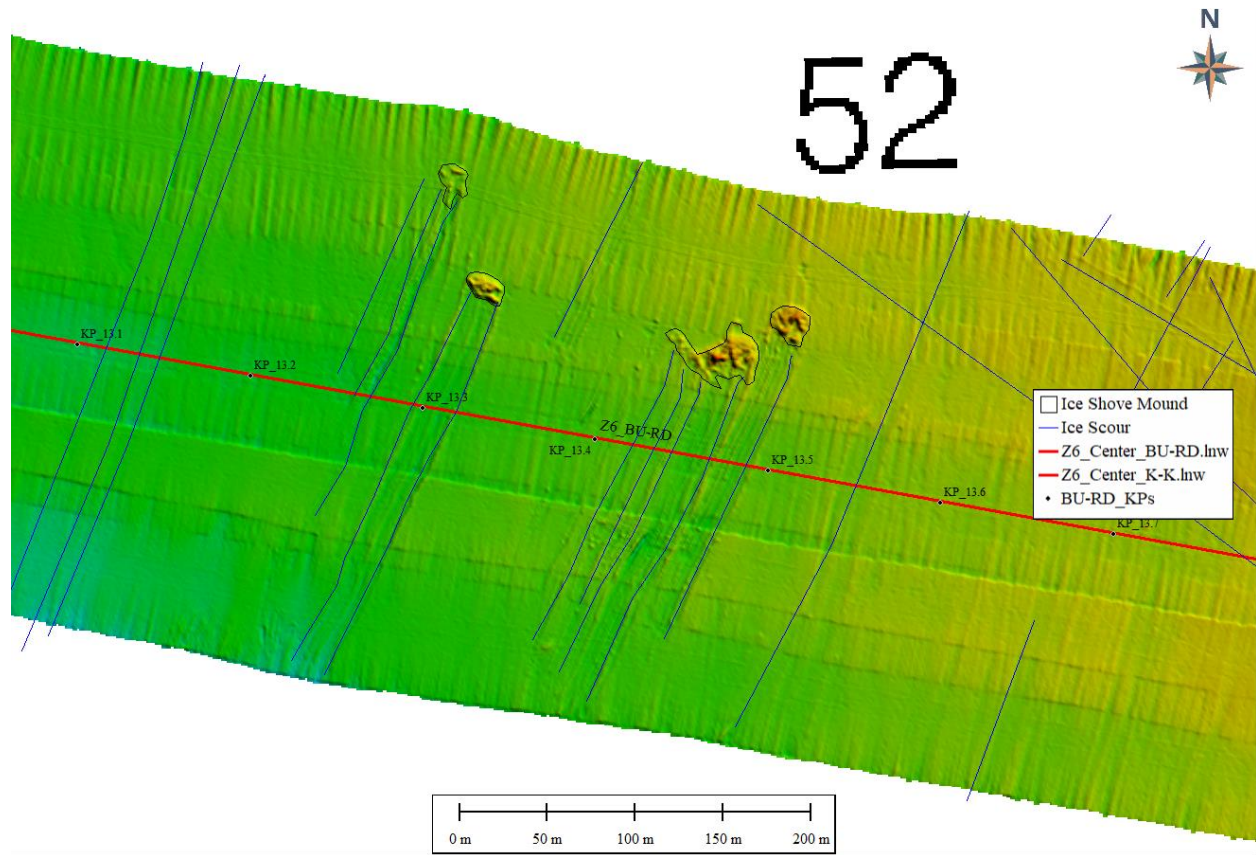 N
52
KP_13.1
KP_13.2
KP_13.3
Z6_BU-RD
KP_13.4
KP_13.5
KP_13.6
KP_13.7
Ice Shove Mound
Ice Scour
Z6_Center_BU-RD.lnw
Z6_Center_K-K.lnw
BU-RD_KPs
0 m 50 m 100 m 150 m 200 m